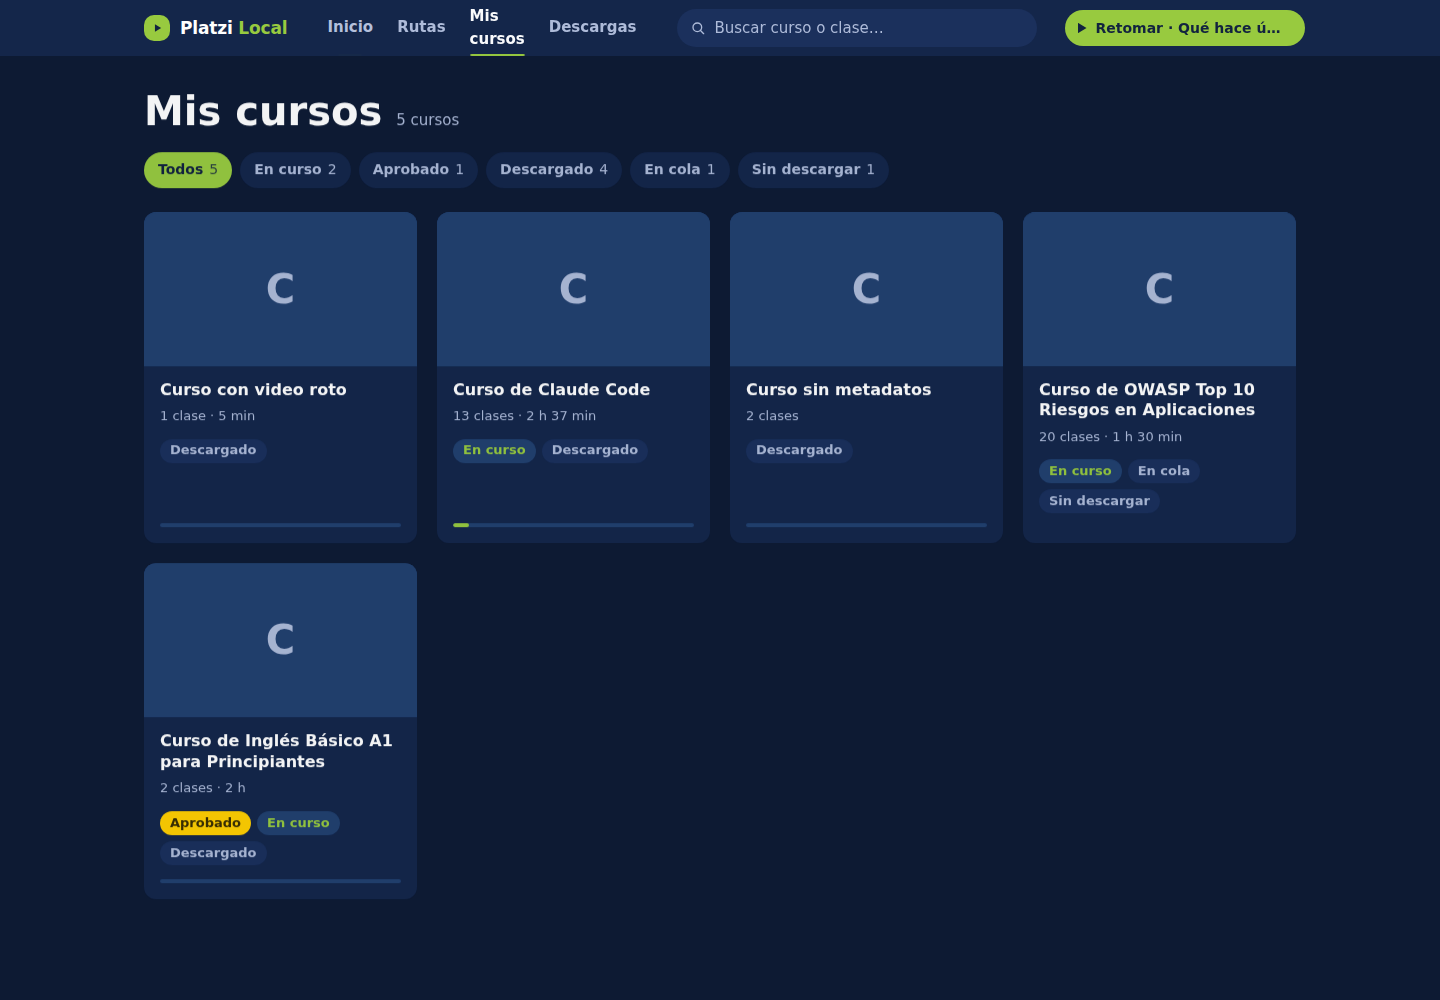 Platzi Local
Inicio
Rutas
Mis
cursos
Descargas
Buscar curso o clase…
Retomar · Qué hace ú…
Mis cursos
5 cursos
Todos 5
En curso 2
Aprobado 1
Descargado 4
En cola 1
Sin descargar 1
C
Curso con video roto
1 clase · 5 min
Descargado
C
Curso de Claude Code
13 clases · 2 h 37 min
En curso
Descargado
C
Curso sin metadatos
2 clases
Descargado
C
Curso de OWASP Top 10
Riesgos en Aplicaciones
20 clases · 1 h 30 min
En curso
En cola
Sin descargar
C
Curso de Inglés Básico A1
para Principiantes
2 clases · 2 h
Aprobado
En curso
Descargado